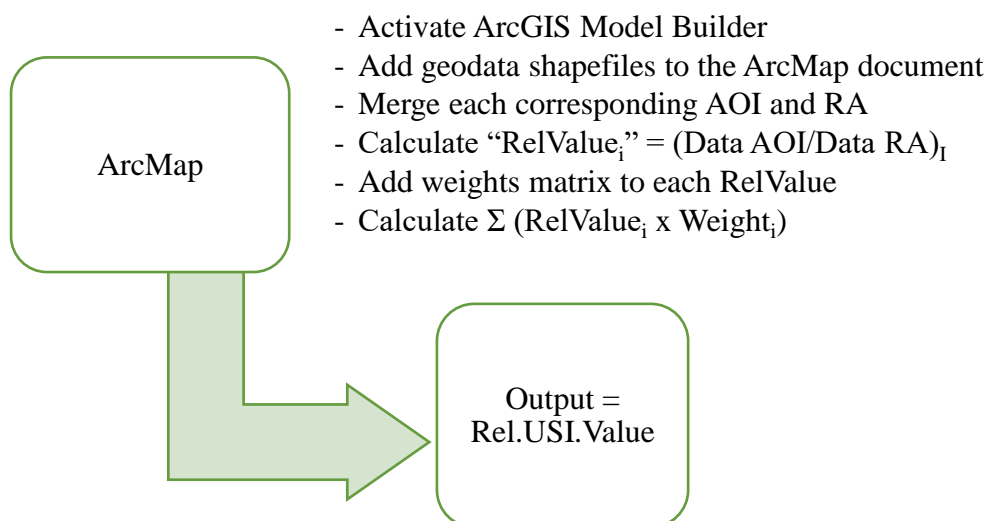 - Activate ArcGIS Model Builder
- Add geodata shapefiles to the ArcMap document
- Merge each corresponding AOI and RA
- Calculate “RelValueᵢ” = (Data AOI/Data RA)I
- Add weights matrix to each RelValue
- Calculate Σ (RelValueᵢ x Weightᵢ)
ArcMap
Output =
Rel.USI.Value